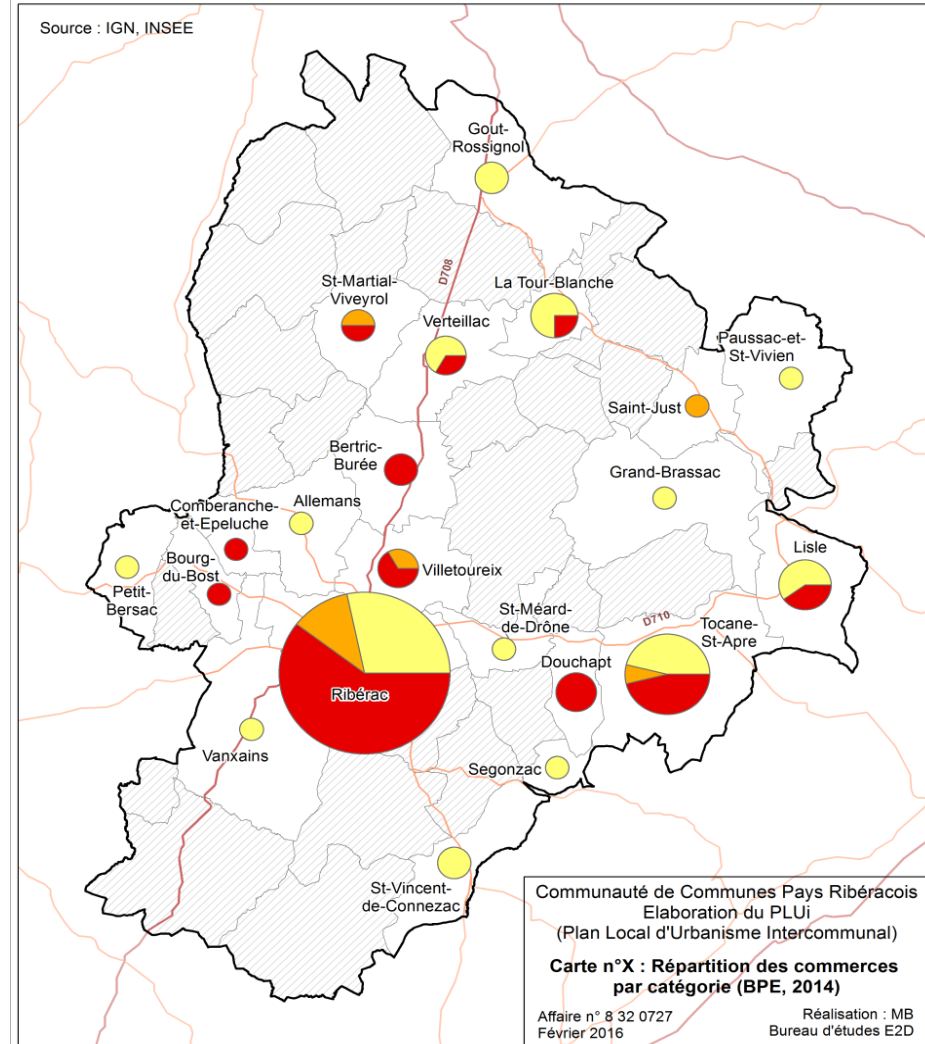 Source : IGN, INSEE
Gout-
Rossignol
D708
St-Martial-
Viveyrol
La Tour-Blanche
Verteillac
Paussac-et-
St-Vivien
Saint-Just
Bertric-
Burée
Grand-Brassac
Allemans
Comberanche-
et-Epeluche
Bourg-
du-Bost
Petit-
Bersac
Villetoureix
Lisle
St-Méard-
de-Drône
D710
Tocane-
St-Apre
Douchapt
Ribérac
Vanxains
Segonzac
St-Vincent-
de-Connezac
Communauté de Communes Pays Ribéracois
Elaboration du PLUi
(Plan Local d'Urbanisme Intercommunal)
Carte n°X : Répartition des commerces
par catégorie (BPE, 2014)
Affaire n° 8 32 0727
Février 2016
Réalisation : MB
Bureau d'études E2D